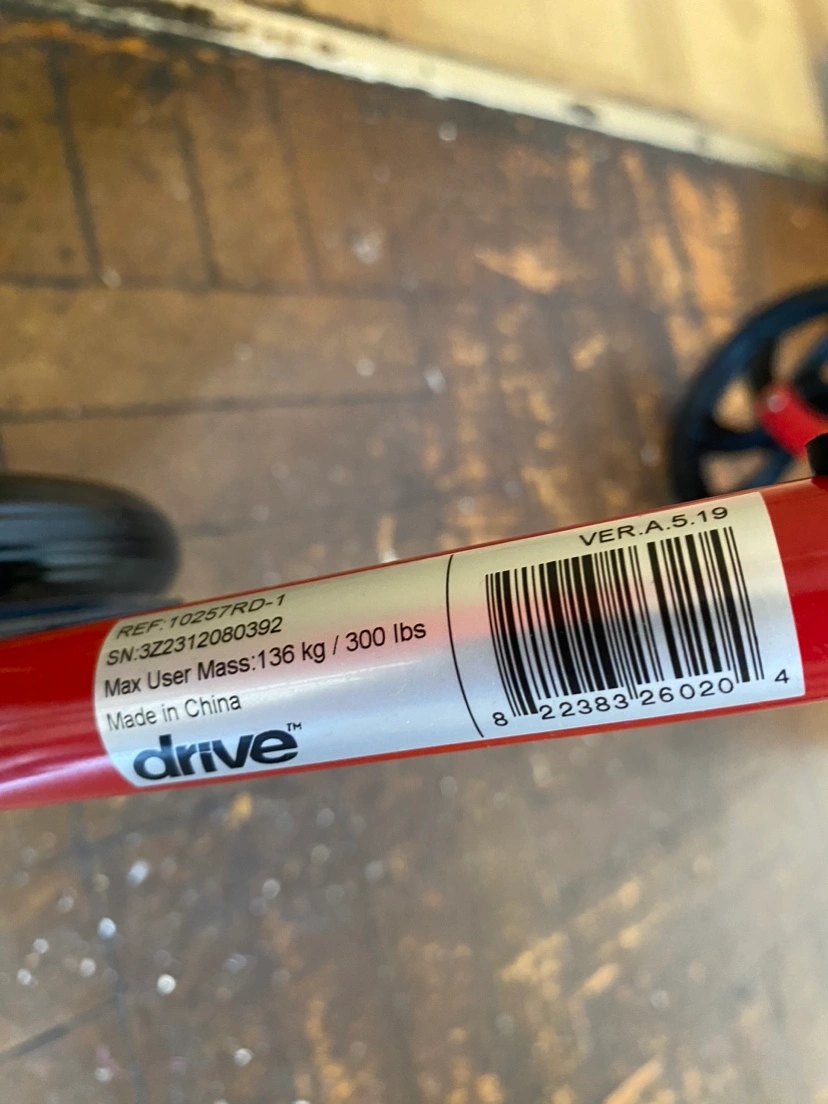 REF:10257RD-1
SN:3Z2312080392
Max User Mass:136 kg / 300 lbs
Made in China
drive™
VER.A.5.19
8 22383 26020 4